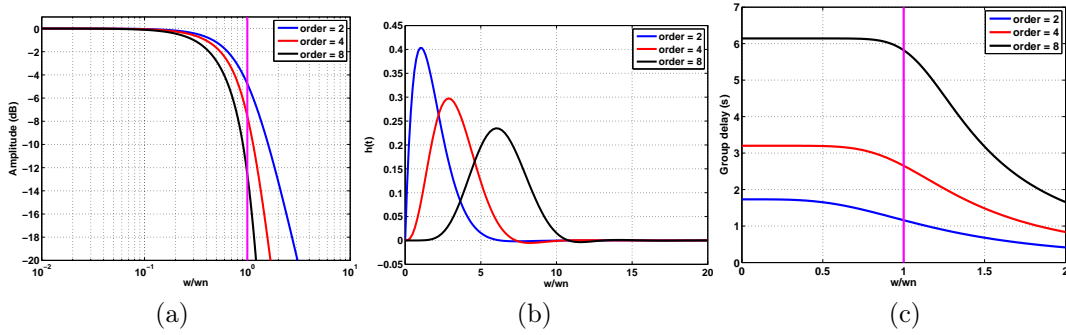 0
−2
−4
−6
−8
−10
−12
−14
−16
−18
−20
Amplitude (dB)
order = 2
order = 4
order = 8
10−2
10−1
100
101
w/wn
(a)
0.45
0.4
0.35
0.3
0.25
0.2
0.15
0.1
0.05
0
−0.05
h(t)
order = 2
order = 4
order = 8
0
5
10
15
20
w/wn
(b)
7
6
5
4
3
2
1
0
Group delay (s)
order = 2
order = 4
order = 8
0
0.5
1
1.5
2
w/wn
(c)